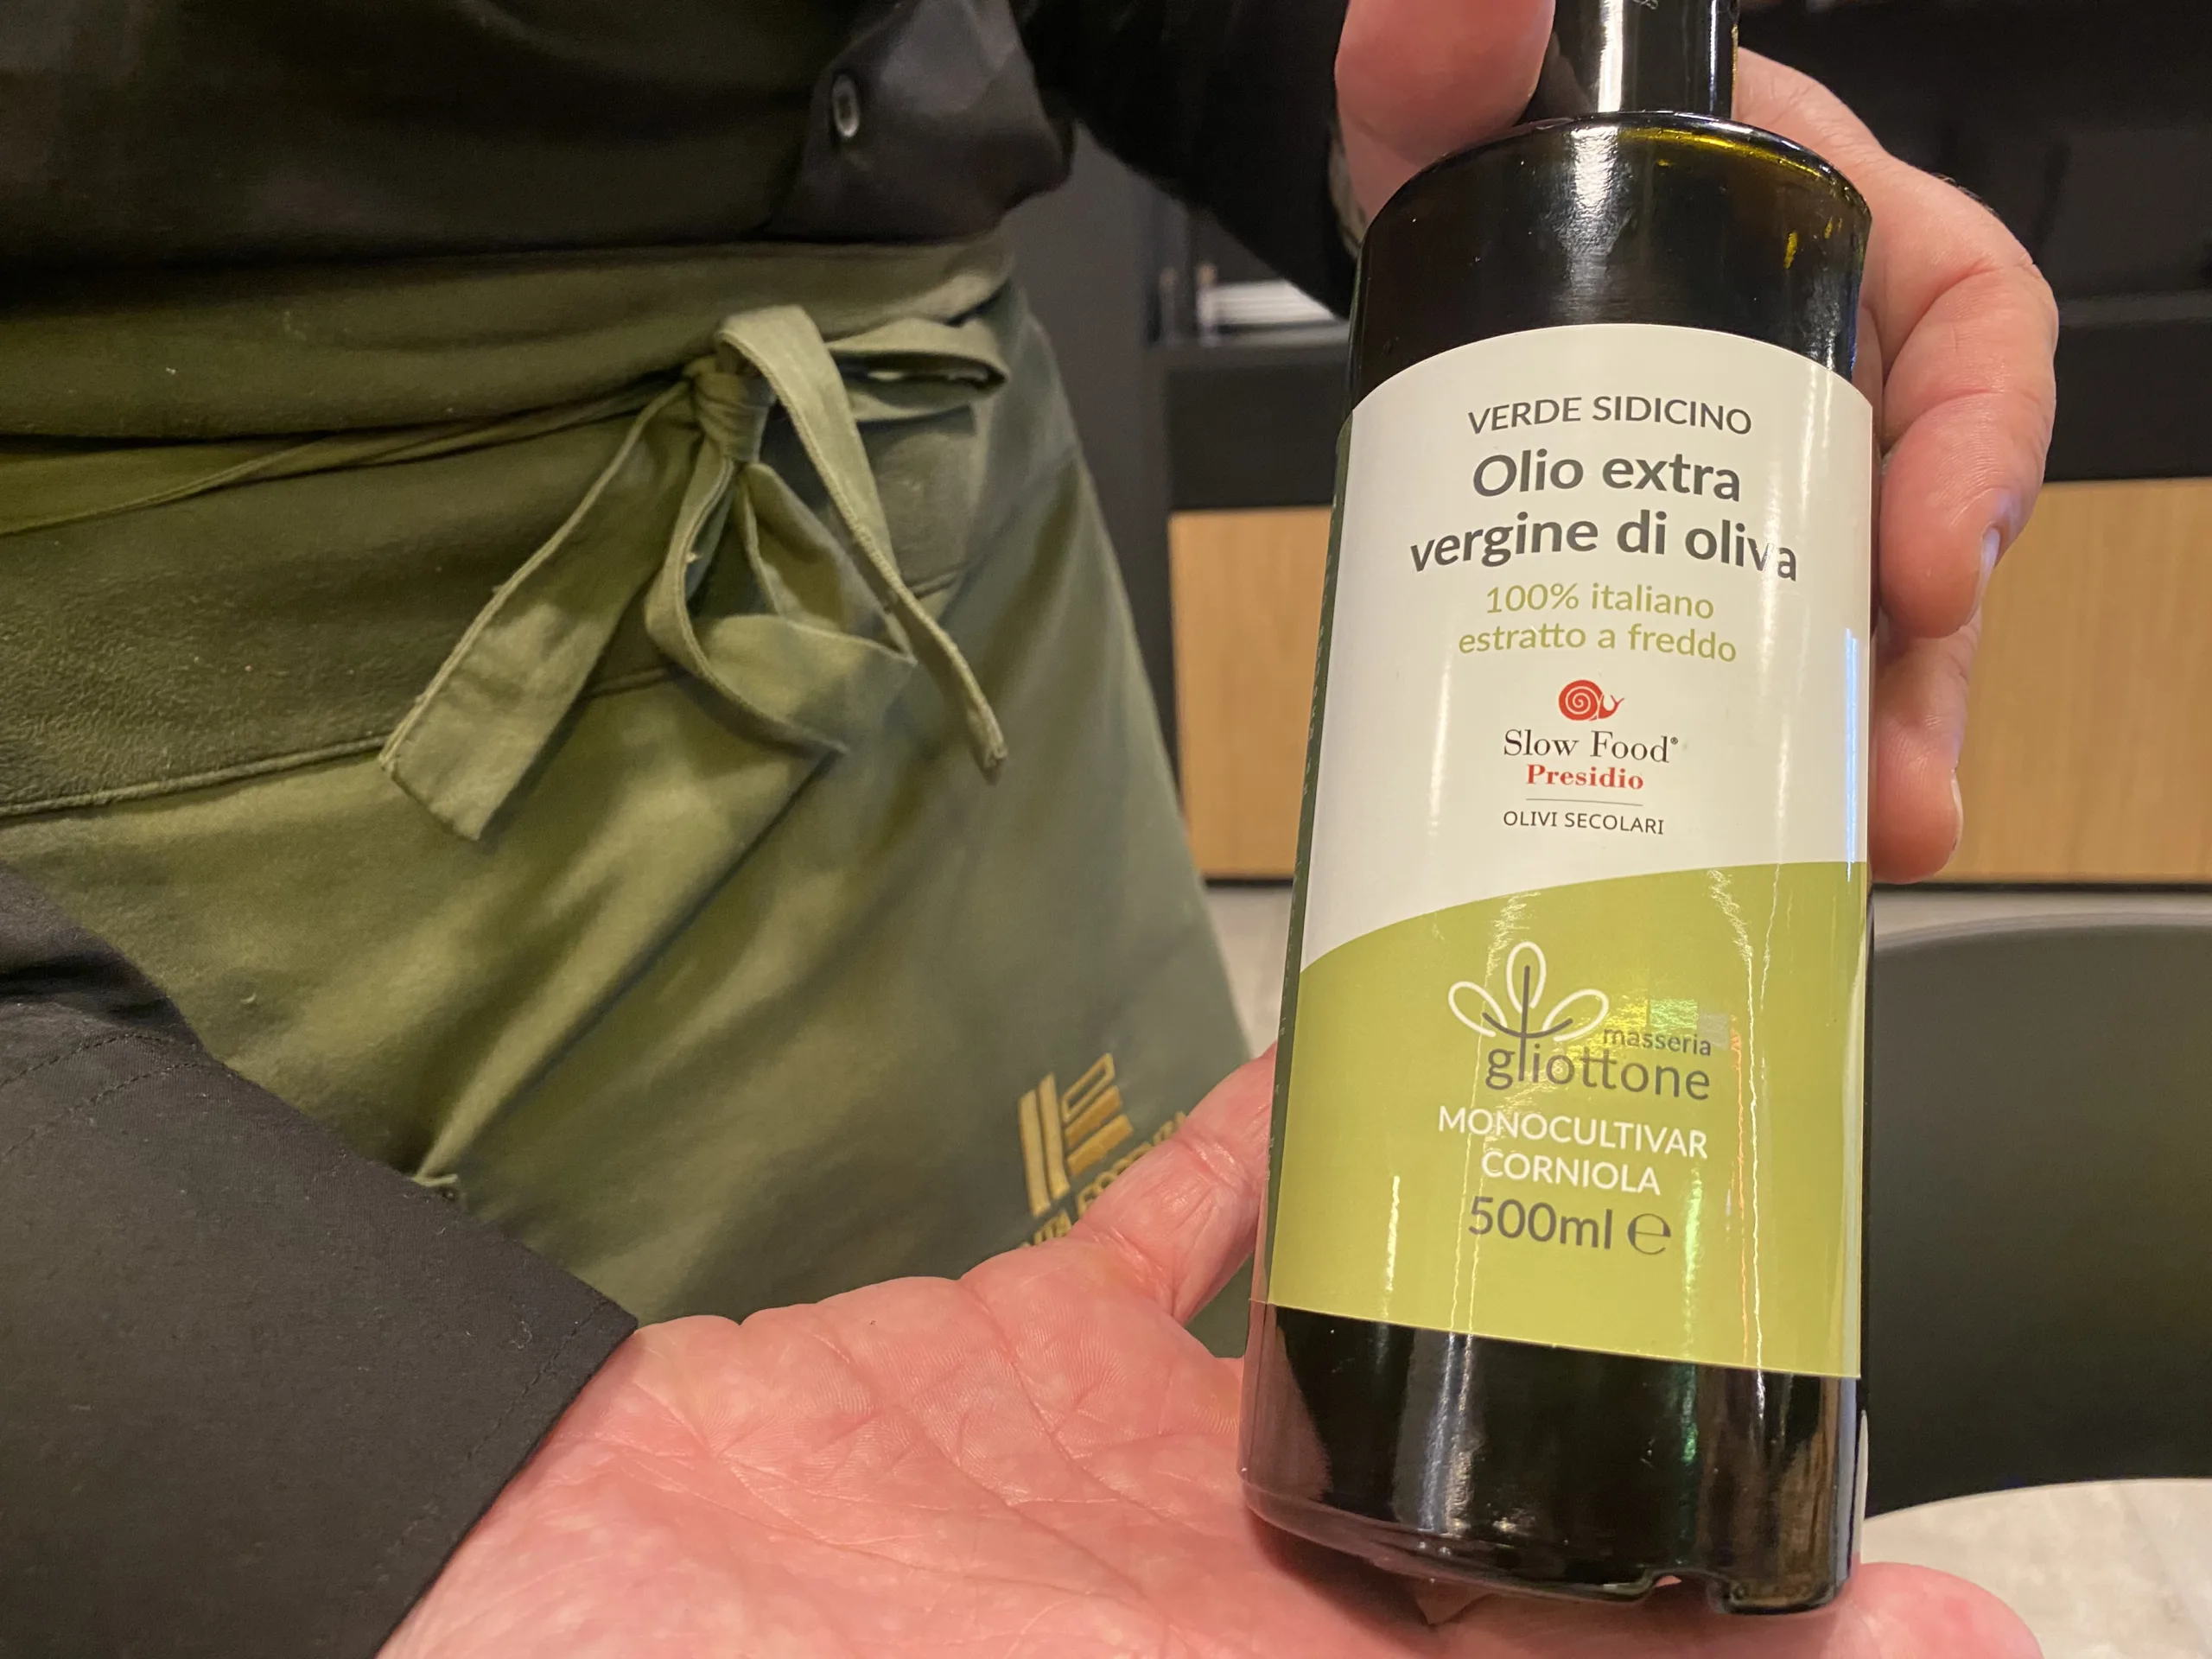 VERDE SIDICINO
Olio extra
vergine di oliva
100% italiano
estratto a freddo
Slow Food®
Presidio
OLIVI SECOLARI
masseria
gliottone
MONOCULTIVAR
CORNIOLA
500ml ℮